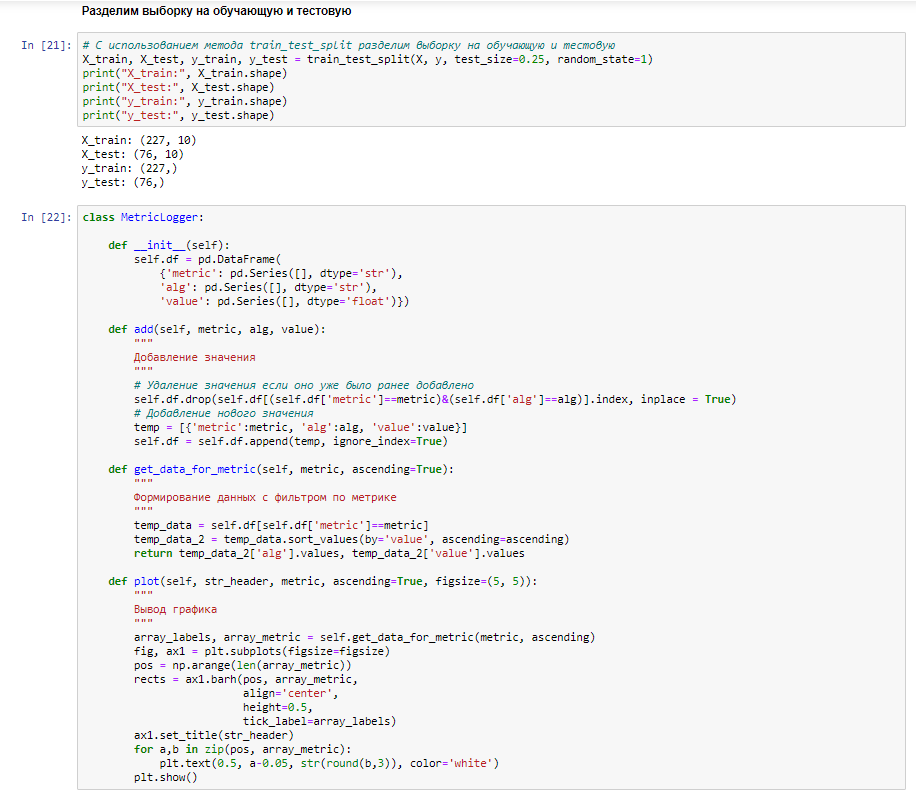 Разделим выборку на обучающую и тестовую
In [21]: # С использованием метода train_test_split разделим выборку на обучающую и тестовую
X_train, X_test, y_train, y_test = train_test_split(X, y, test_size=0.25, random_state=1)
print("X_train:", X_train.shape)
print("X_test:", X_test.shape)
print("y_train:", y_train.shape)
print("y_test:", y_test.shape)
X_train: (227, 10)
X_test: (76, 10)
y_train: (227,)
y_test: (76,)
In [22]: class MetricLogger:
    def __init__(self):
        self.df = pd.DataFrame(
            {'metric': pd.Series([], dtype='str'),
            'alg': pd.Series([], dtype='str'),
            'value': pd.Series([], dtype='float')})
    def add(self, metric, alg, value):
        """
        Добавление значения
        """
        # Удаление значения если оно уже было ранее добавлено
        self.df.drop(self.df[(self.df['metric']==metric)&(self.df['alg']==alg)].index, inplace = True)
        # Добавление нового значения
        temp = [{'metric':metric, 'alg':alg, 'value':value}]
        self.df = self.df.append(temp, ignore_index=True)
    def get_data_for_metric(self, metric, ascending=True):
        """
        Формирование данных с фильтром по метрике
        """
        temp_data = self.df[self.df['metric']==metric]
        temp_data_2 = temp_data.sort_values(by='value', ascending=ascending)
        return temp_data_2['alg'].values, temp_data_2['value'].values
    def plot(self, str_header, metric, ascending=True, figsize=(5, 5)):
        """
        Вывод графика
        """
        array_labels, array_metric = self.get_data_for_metric(metric, ascending)
        fig, ax1 = plt.subplots(figsize=figsize)
        pos = np.arange(len(array_metric))
        rects = ax1.barh(pos, array_metric,
                         align='center',
                         height=0.5,
                         tick_label=array_labels)
        ax1.set_title(str_header)
        for a,b in zip(pos, array_metric):
            plt.text(0.5, a-0.05, str(round(b,3)), color='white')
        plt.show()